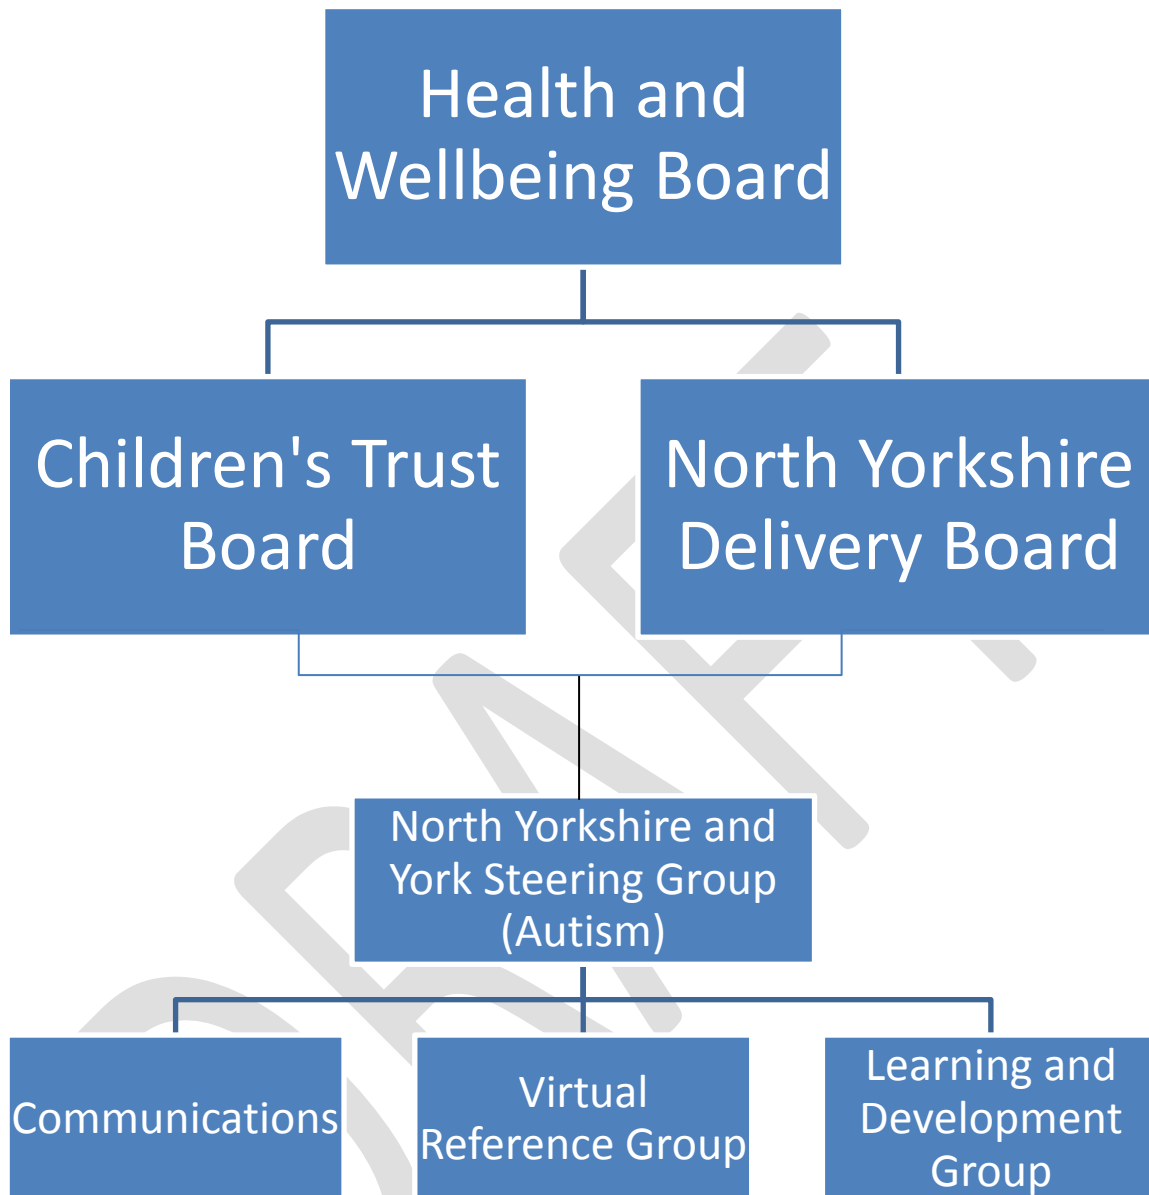 Health and
Wellbeing Board
Children's Trust
Board
North Yorkshire
Delivery Board
North Yorkshire and
York Steering Group
(Autism)
Communications
Virtual
Reference Group
Learning and
Development
Group
DRAFT